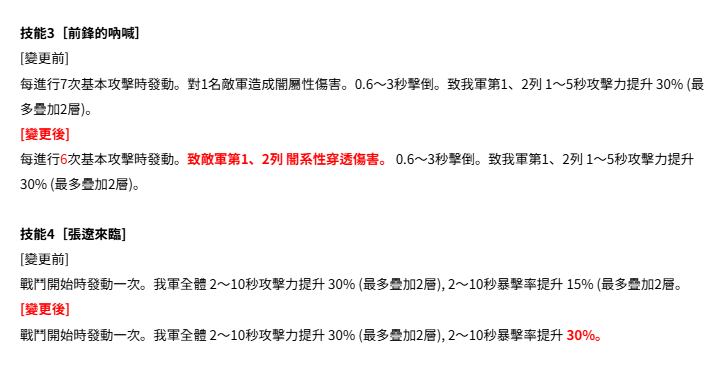 技能3［前鋒的吶喊］
[變更前]
每進行7次基本攻擊時發動。對1名敵軍造成闇屬性傷害。0.6～3秒擊倒。致我軍第1、2列 1～5秒攻擊力提升 30% (最
多疊加2層)。
[變更後]
每進行6次基本攻擊時發動。致敵軍第1、2列 闇系性穿透傷害。 0.6～3秒擊倒。致我軍第1、2列 1～5秒攻擊力提升
30% (最多疊加2層)。
技能4［張遼來臨］
[變更前]
戰鬥開始時發動一次。我軍全體 2～10秒攻擊力提升 30% (最多疊加2層), 2～10秒暴擊率提升 15% (最多疊加2層。
[變更後]
戰鬥開始時發動一次。我軍全體 2～10秒攻擊力提升 30% (最多疊加2層), 2～10秒暴擊率提升 30%。